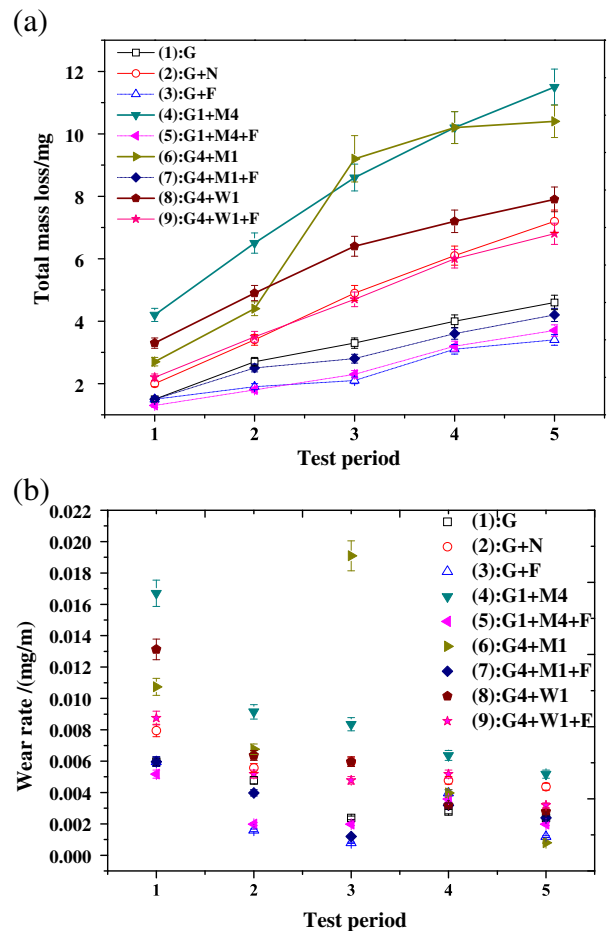 (a)
12
10
8
6
4
2
Total mass loss/mg
(1):G
(2):G+N
(3):G+F
(4):G1+M4
(5):G1+M4+F
(6):G4+M1
(7):G4+M1+F
(8):G4+W1
(9):G4+W1+F
1 2 3 4 5
Test period
(b)
0.022
0.020
0.018
0.016
0.014
0.012
0.010
0.008
0.006
0.004
0.002
0.000
Wear rate /(mg/m)
(1):G
(2):G+N
(3):G+F
(4):G1+M4
(5):G1+M4+F
(6):G4+M1
(7):G4+M1+F
(8):G4+W1
(9):G4+W1+F
1 2 3 4 5
Test period